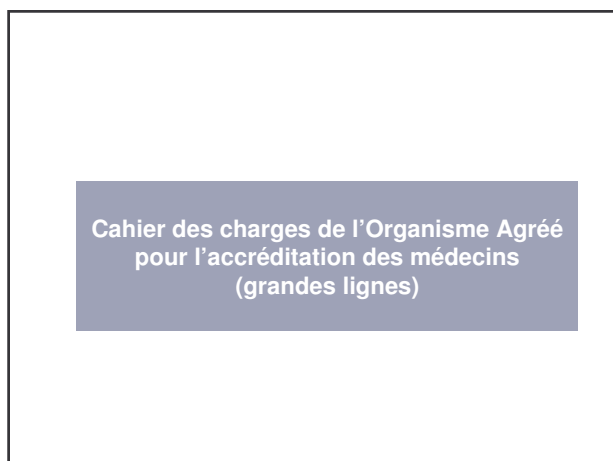 Cahier des charges de l’Organisme Agréé
pour l’accréditation des médecins
(grandes lignes)